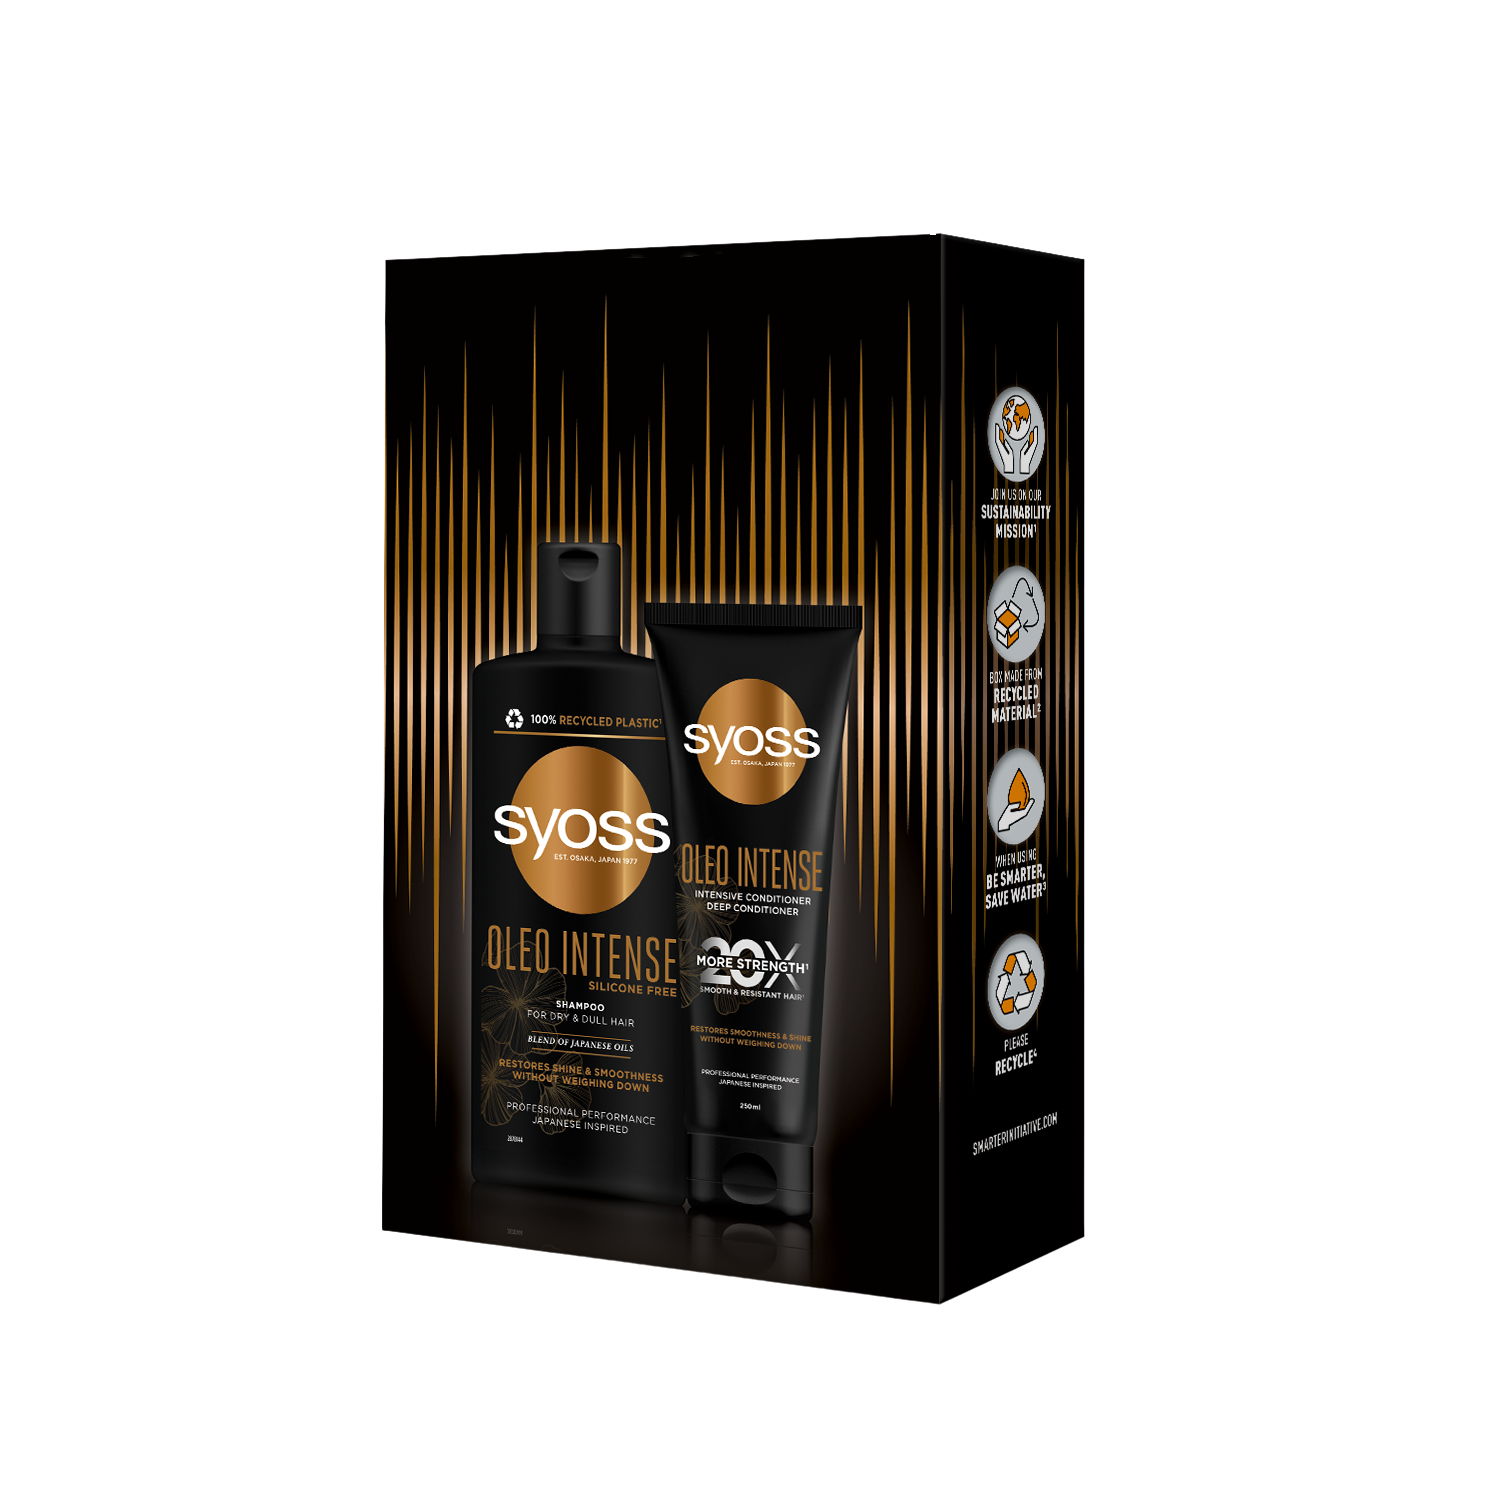 100% RECYCLED PLASTIC¹
syoss
EST. OSAKA, JAPAN 1977
OLEO INTENSE
SILICONE FREE
SHAMPOO
FOR DRY & DULL HAIR
BLEND OF JAPANESE OILS
RESTORES SHINE & SMOOTHNESS
WITHOUT WEIGHING DOWN
PROFESSIONAL PERFORMANCE
JAPANESE INSPIRED
syoss
EST. OSAKA, JAPAN 1977
OLEO INTENSE
INTENSIVE CONDITIONER
DEEP CONDITIONER
20X
MORE STRENGTH¹
SMOOTH & RESISTANT HAIR¹
RESTORES SMOOTHNESS & SHINE
WITHOUT WEIGHING DOWN
PROFESSIONAL PERFORMANCE
JAPANESE INSPIRED
250ml
JOIN US ON OUR
SUSTAINABILITY
MISSION¹
BOX MADE FROM
RECYCLED
MATERIAL²
WHEN USING
BE SMARTER,
SAVE WATER³
PLEASE
RECYCLE⁴
SMARTERINITIATIVE.COM